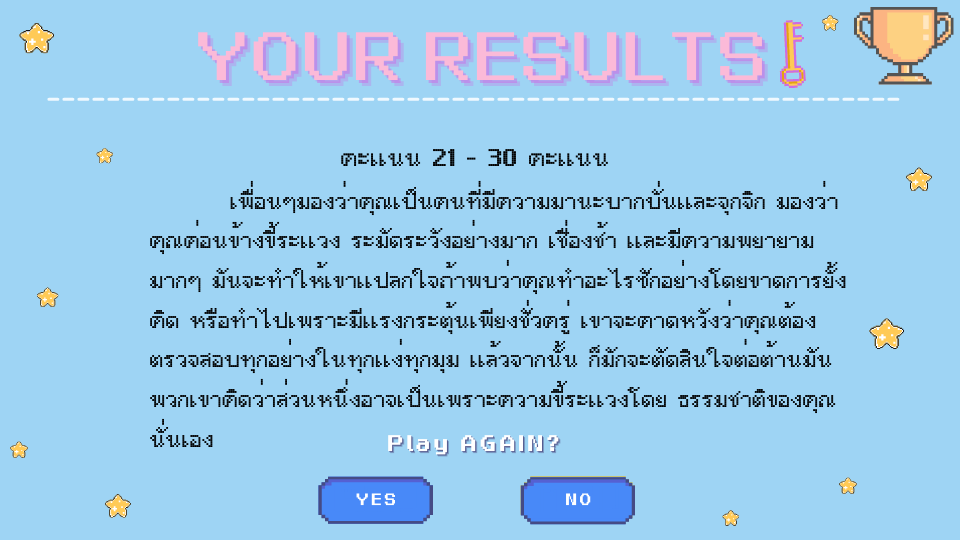 YOUR RESULTS
คะแนน 21 - 30 คะแนน
เพื่อนๆมองว่าคุณเป็นคนที่มีความมานะบากบั่นและจุกจิก มองว่า
คุณค่อนข้างขี้ระแวง ระมัดระวังอย่างมาก เชื่องช้า และมีความพยายาม
มากๆ มันจะทำให้เขาแปลกใจถ้าพบว่าคุณทำอะไรซักอย่างโดยขาดการยั้ง
คิด หรือทำไปเพราะมีแรงกระตุ้นเพียงชั่วครู่ เขาจะคาดหวังว่าคุณต้อง
ตรวจสอบทุกอย่างในทุกแง่ทุกมุม แล้วจากนั้น ก็มักจะตัดสินใจต่อต้านมัน
พวกเขาคิดว่าส่วนหนึ่งอาจเป็นเพราะความขี้ระแวงโดย ธรรมชาติของคุณ
นั่นเอง
Play AGAIN?
YES NO